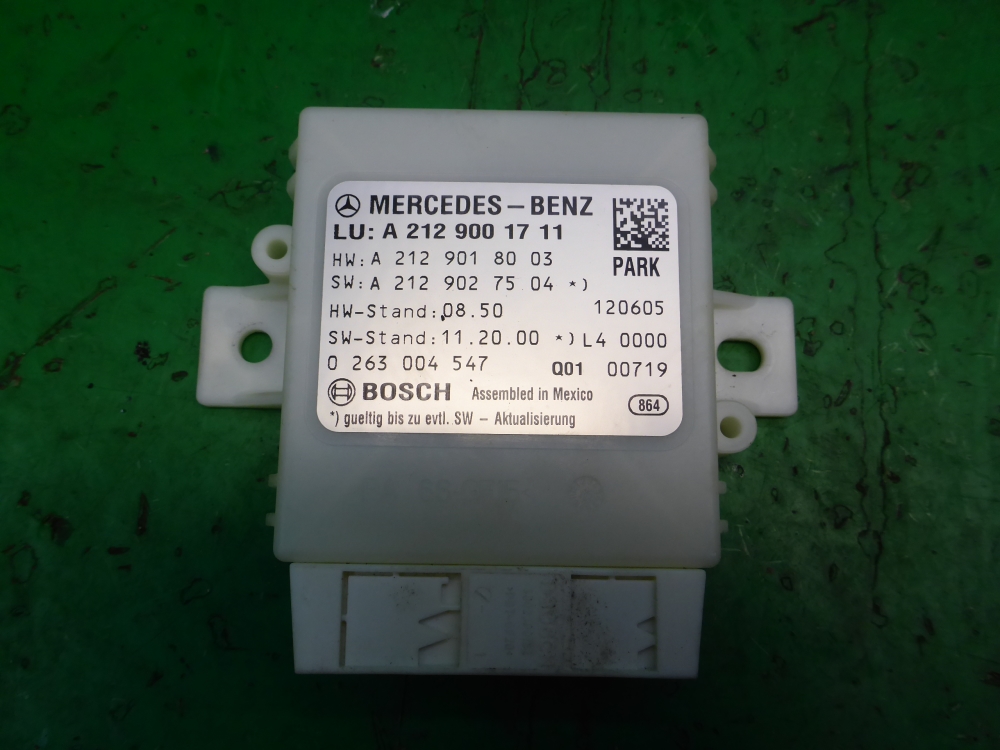 MERCEDES-BENZ
LU: A 212 900 17 11
HW: A 212 901 80 03
PARK
SW: A 212 902 75 04 *)
HW-Stand: 08.50 120605
SW-Stand: 11.20.00 *) L4 0000
0 263 004 547 Q01 00719
BOSCH Assembled in Mexico 864
*) gueltig bis zu evtl. SW - Aktualisierung